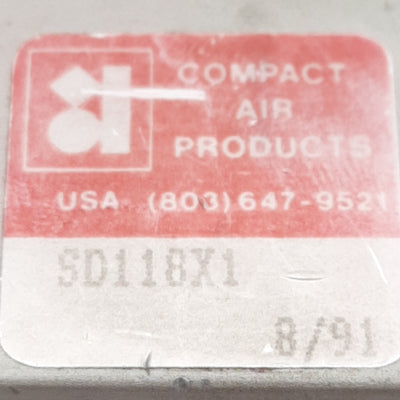 COMPACT
AIR
PRODUCTS
USA (803) 647-9521
SD118X1
8/91